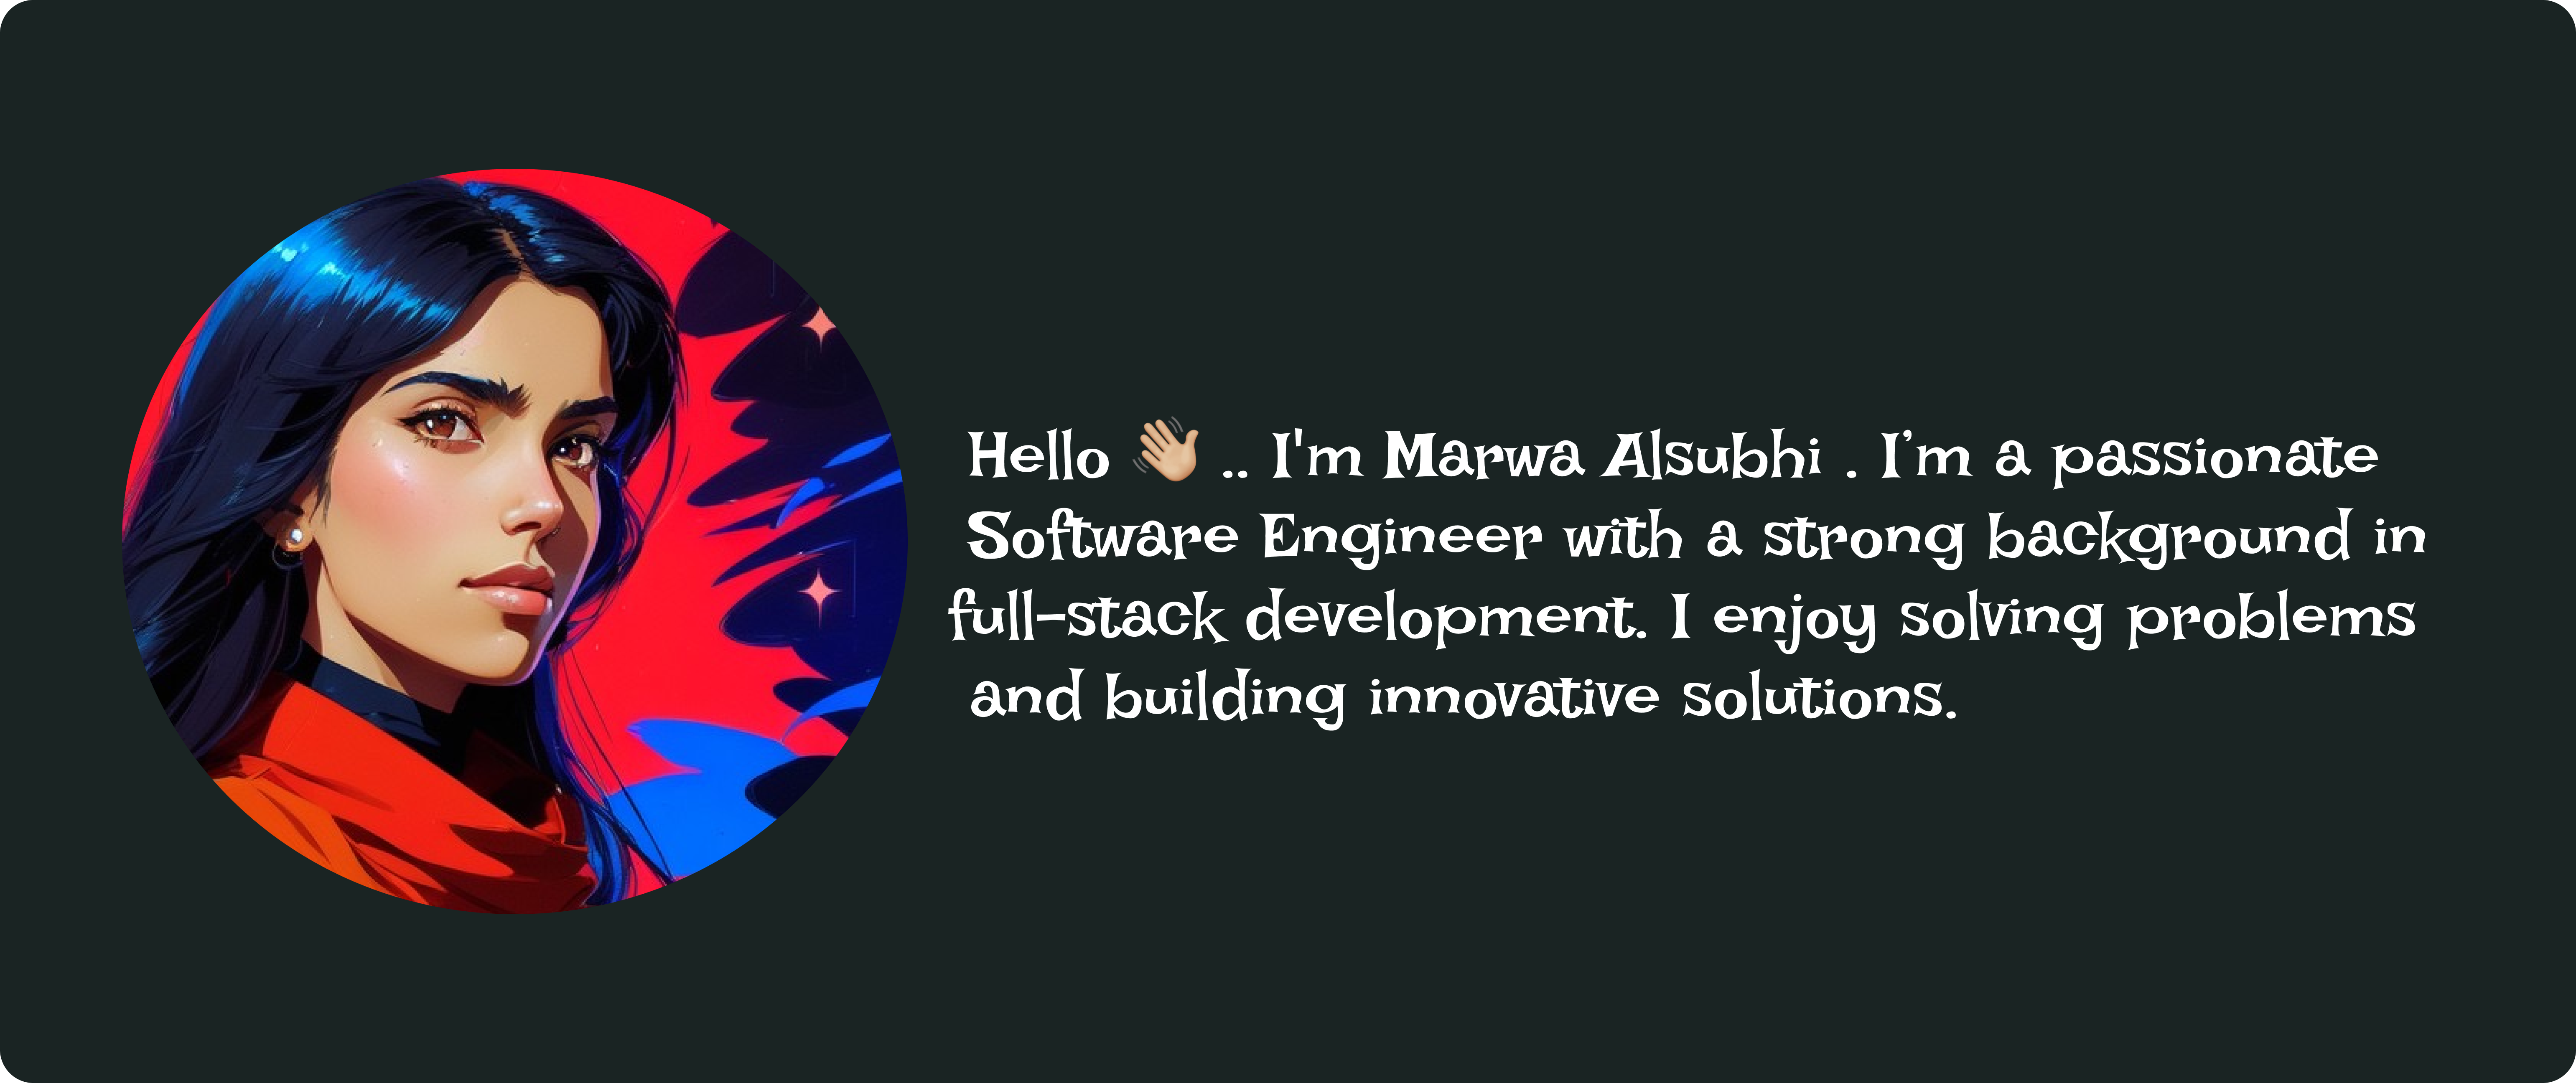 Hello 👋🏼 .. I'm Marwa Alsubhi . I’m a passionate
Software Engineer with a strong background in
full-stack development. I enjoy solving problems
and building innovative solutions.